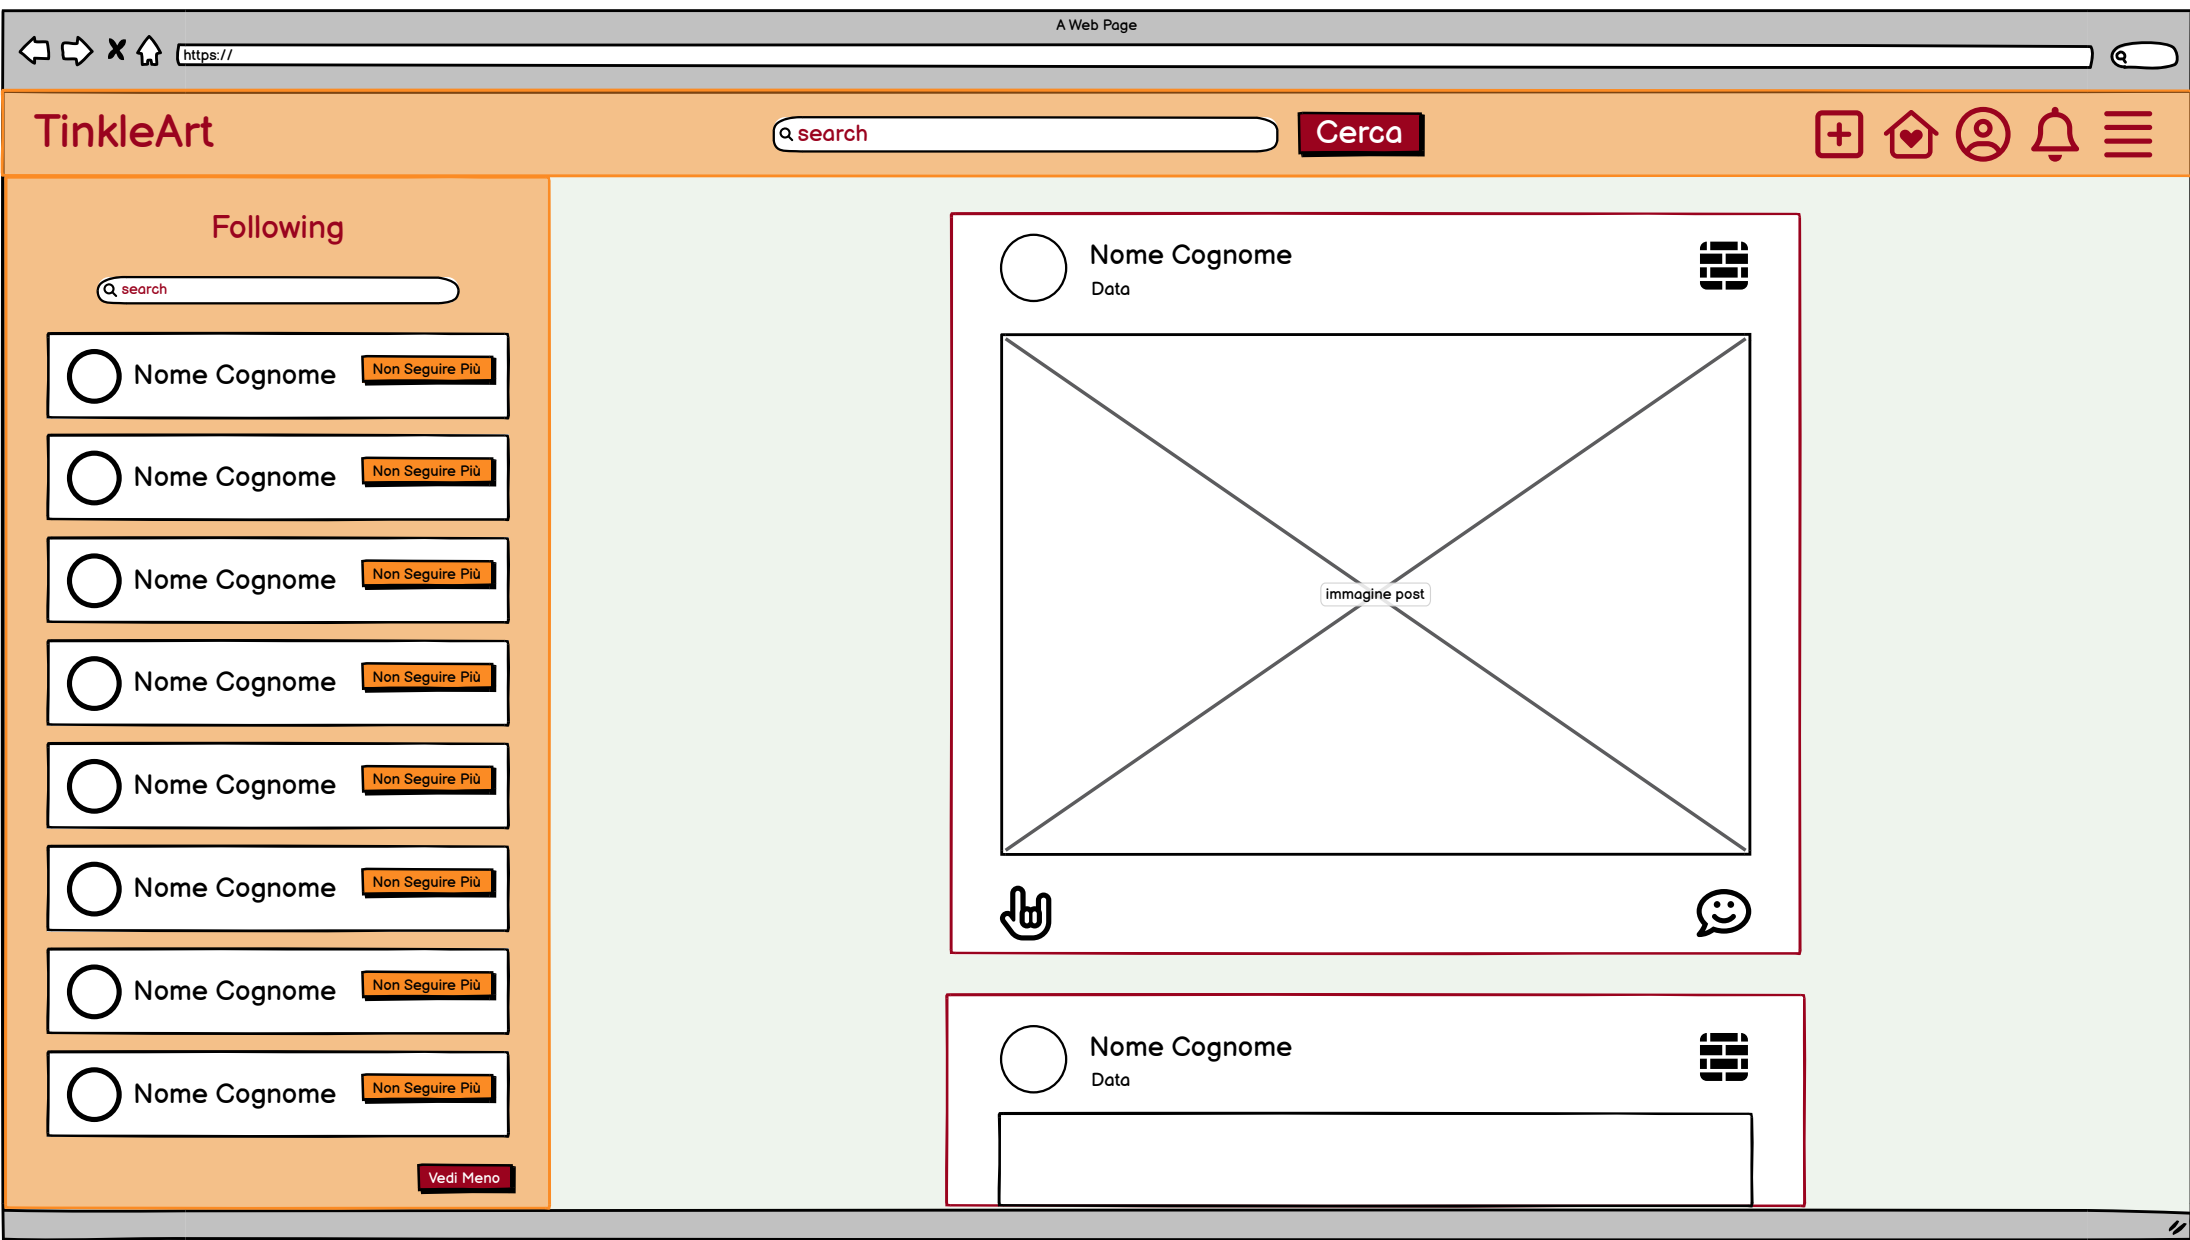 A Web Page
https://
TinkleArt
search
Cerca
Following
search
Nome Cognome
Non Seguire Più
Nome Cognome
Non Seguire Più
Nome Cognome
Non Seguire Più
Nome Cognome
Non Seguire Più
Nome Cognome
Non Seguire Più
Nome Cognome
Non Seguire Più
Nome Cognome
Non Seguire Più
Nome Cognome
Non Seguire Più
Vedi Meno
Nome Cognome
Data
immagine post
Nome Cognome
Data